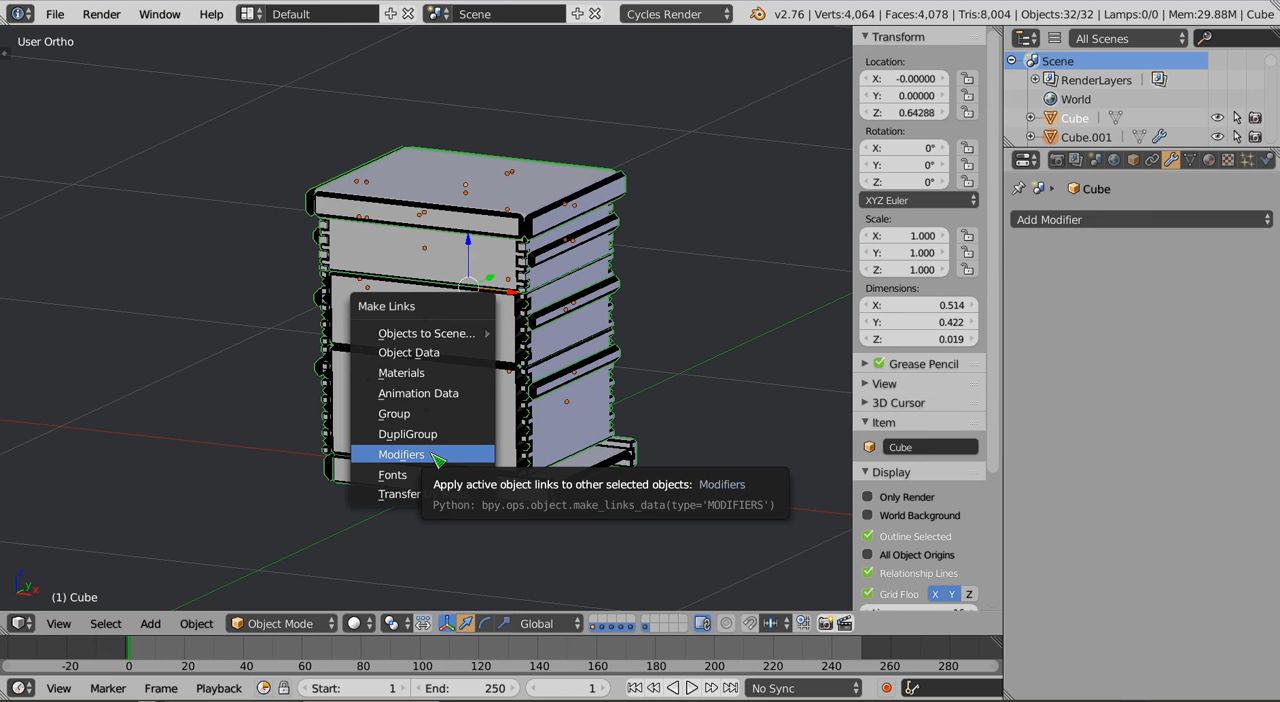 File Render Window Help Default Scene Cycles Render v2.76 | Verts:4,064 | Faces:4,078 | Tris:8,004 | Objects:32/32 | Lamps:0/0 | Mem:29.88M | Cube
User Ortho
Make Links
Objects to Scene...
Object Data
Materials
Animation Data
Group
DupliGroup
Modifiers
Fonts
Transfer
Apply active object links to other selected objects: Modifiers
Python: bpy.ops.object.make_links_data(type='MODIFIERS')
(1) Cube
Transform
Location:
X: -0.00000
Y: 0.00000
Z: 0.64288
Rotation:
X: 0°
Y: 0°
Z: 0°
XYZ Euler
Scale:
X: 1.000
Y: 1.000
Z: 1.000
Dimensions:
X: 0.514
Y: 0.422
Z: 0.019
Grease Pencil
View
3D Cursor
Item
Cube
Display
Only Render
World Background
Outline Selected
All Object Origins
Relationship Lines
Grid Floo X Y Z
All Scenes
Scene
RenderLayers
World
Cube
Cube.001
Cube
Add Modifier
View Select Add Object Object Mode Global
-20 0 20 40 60 80 100 120 140 160 180 200 220 240 260 280
View Marker Frame Playback Start: 1 End: 250 1 No Sync